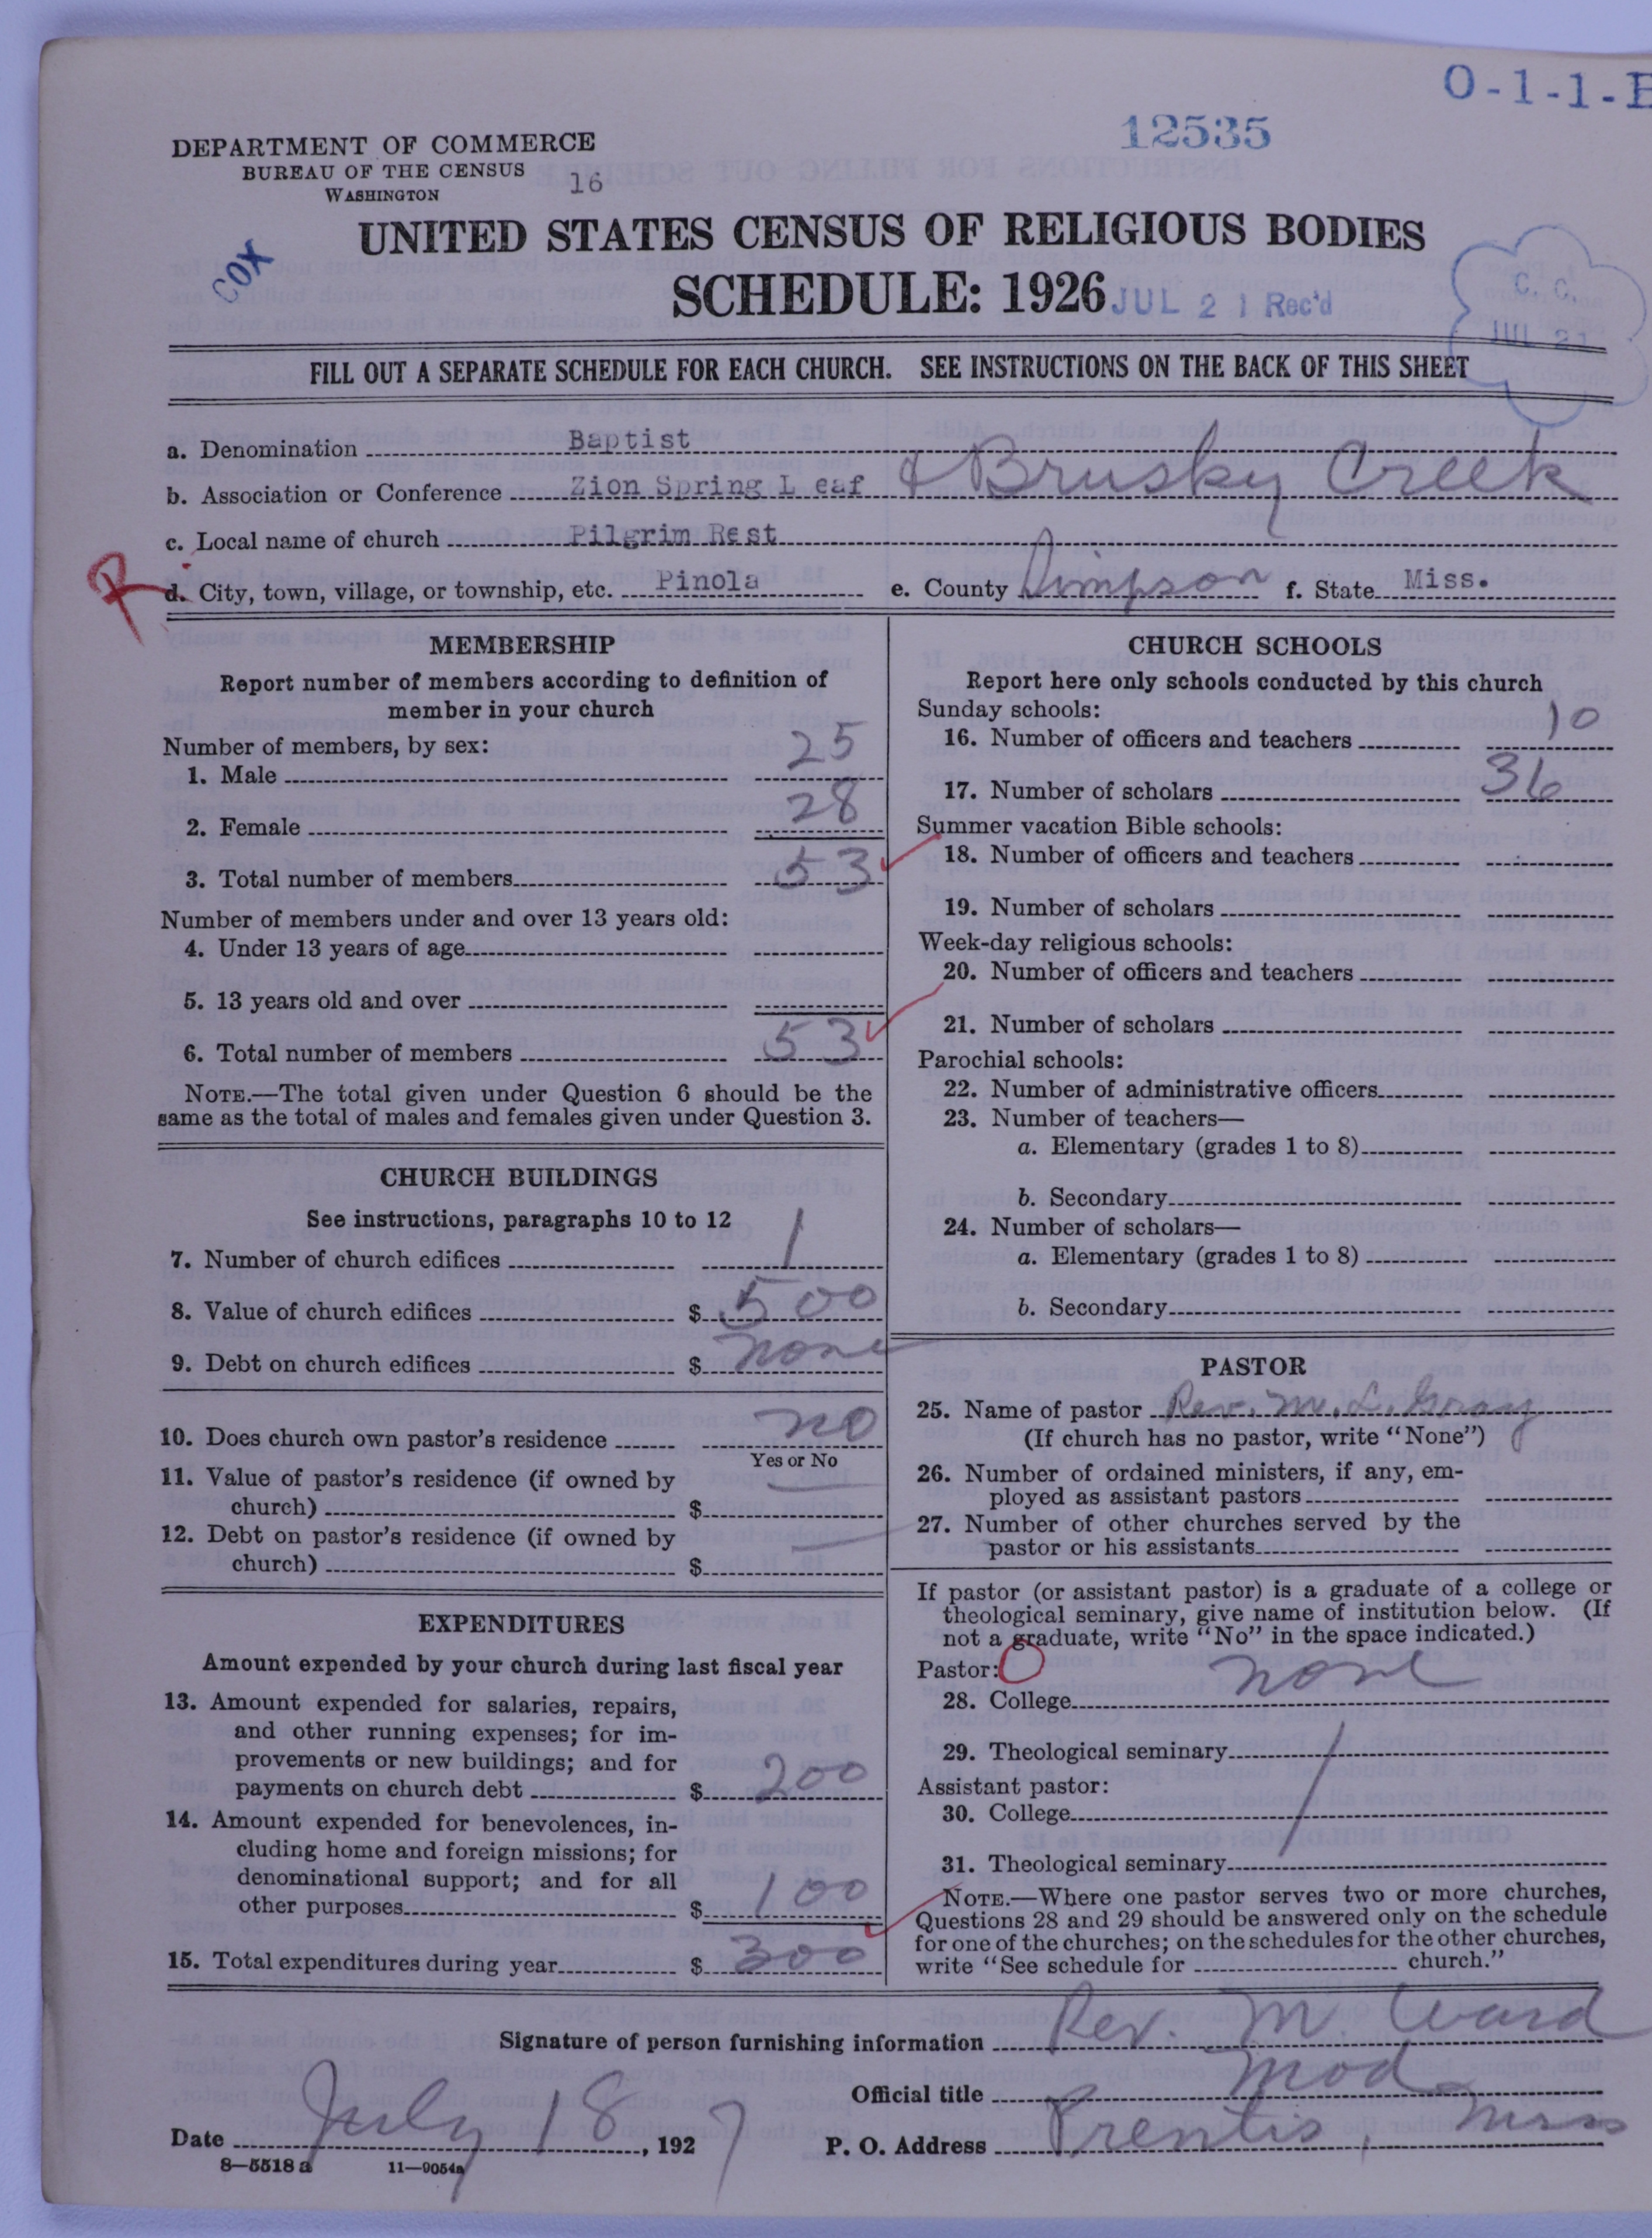 O-1-1-E
12535
DEPARTMENT OF COMMERCE
BUREAU OF THE CENSUS
WASHINGTON
16
COX
UNITED STATES CENSUS OF RELIGIOUS BODIES
SCHEDULE: 1926
JUL 21 Rec'd
C. C.
JUL 21
FILL OUT A SEPARATE SCHEDULE FOR EACH CHURCH. SEE INSTRUCTIONS ON THE BACK OF THIS SHEET
a. Denomination Baptist
b. Association or Conference Zion Spring L eaf & Brusky Creek
c. Local name of church Pilgrim Rest
R
d. City, town, village, or township, etc. Pinola e. County Simpson f. State Miss.
MEMBERSHIP
Report number of members according to definition of
member in your church
Number of members, by sex:
1. Male 25
2. Female 28
3. Total number of members 53
Number of members under and over 13 years old:
4. Under 13 years of age
5. 13 years old and over
6. Total number of members 53
NOTE.—The total given under Question 6 should be the
same as the total of males and females given under Question 3.
CHURCH BUILDINGS
See instructions, paragraphs 10 to 12
7. Number of church edifices 1
8. Value of church edifices $ 500
9. Debt on church edifices $ none
10. Does church own pastor's residence no
Yes or No
11. Value of pastor's residence (if owned by
church) $
12. Debt on pastor's residence (if owned by
church) $
EXPENDITURES
Amount expended by your church during last fiscal year
13. Amount expended for salaries, repairs,
and other running expenses; for im-
provements or new buildings; and for
payments on church debt $ 200
14. Amount expended for benevolences, in-
cluding home and foreign missions; for
denominational support; and for all
other purposes $ 100
15. Total expenditures during year $ 300
CHURCH SCHOOLS
Report here only schools conducted by this church
Sunday schools:
16. Number of officers and teachers 10
17. Number of scholars 36
Summer vacation Bible schools:
18. Number of officers and teachers
19. Number of scholars
Week-day religious schools:
20. Number of officers and teachers
21. Number of scholars
Parochial schools:
22. Number of administrative officers
23. Number of teachers—
a. Elementary (grades 1 to 8)
b. Secondary
24. Number of scholars—
a. Elementary (grades 1 to 8)
b. Secondary
PASTOR
25. Name of pastor Rev. M. L. Gray
(If church has no pastor, write "None")
26. Number of ordained ministers, if any, em-
ployed as assistant pastors
27. Number of other churches served by the
pastor or his assistants
If pastor (or assistant pastor) is a graduate of a college or
theological seminary, give name of institution below. (If
not a graduate, write "No" in the space indicated.)
Pastor: O
28. College none
29. Theological seminary
Assistant pastor:
30. College
31. Theological seminary
NOTE.—Where one pastor serves two or more churches,
Questions 28 and 29 should be answered only on the schedule
for one of the churches; on the schedules for the other churches,
write "See schedule for church."
Signature of person furnishing information Rev. M Ward
Official title Mod
Date July 18, 1927 P. O. Address Prentis, Miss
8—5518 a 11—9054a